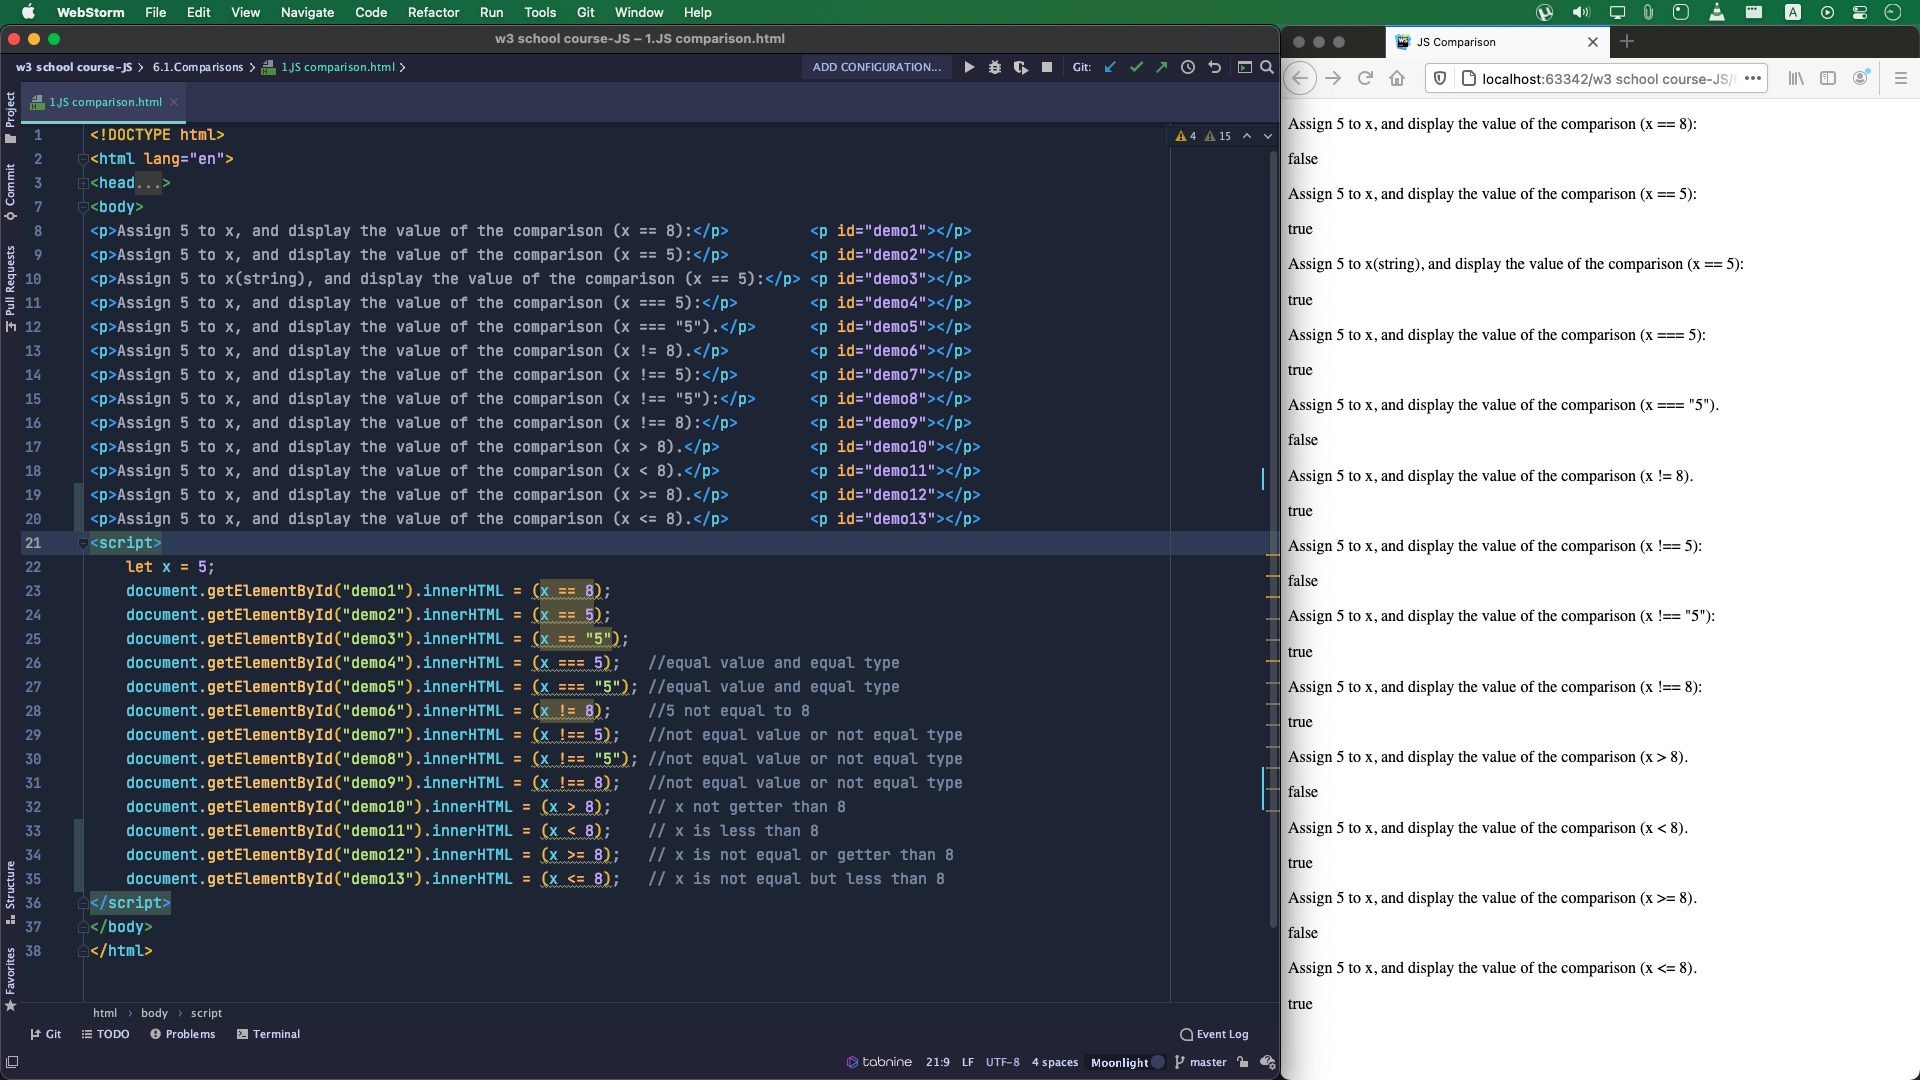 WebStorm File Edit View Navigate Code Refactor Run Tools Git Window Help
w3 school course-JS – 1.JS comparison.html
w3 school course-JS 6.1.Comparisons 1.JS comparison.html
ADD CONFIGURATION... Git:
1.JS comparison.html
Project
Commit
Pull Requests
Structure
Favorites
4 15
1 <!DOCTYPE html>
2 <html lang="en">
3 <head...>
7 <body>
8 <p>Assign 5 to x, and display the value of the comparison (x == 8):</p> <p id="demo1"></p>
9 <p>Assign 5 to x, and display the value of the comparison (x == 5):</p> <p id="demo2"></p>
10 <p>Assign 5 to x(string), and display the value of the comparison (x == 5):</p> <p id="demo3"></p>
11 <p>Assign 5 to x, and display the value of the comparison (x === 5):</p> <p id="demo4"></p>
12 <p>Assign 5 to x, and display the value of the comparison (x === "5").</p> <p id="demo5"></p>
13 <p>Assign 5 to x, and display the value of the comparison (x != 8).</p> <p id="demo6"></p>
14 <p>Assign 5 to x, and display the value of the comparison (x !== 5):</p> <p id="demo7"></p>
15 <p>Assign 5 to x, and display the value of the comparison (x !== "5"):</p> <p id="demo8"></p>
16 <p>Assign 5 to x, and display the value of the comparison (x !== 8):</p> <p id="demo9"></p>
17 <p>Assign 5 to x, and display the value of the comparison (x > 8).</p> <p id="demo10"></p>
18 <p>Assign 5 to x, and display the value of the comparison (x < 8).</p> <p id="demo11"></p>
19 <p>Assign 5 to x, and display the value of the comparison (x >= 8).</p> <p id="demo12"></p>
20 <p>Assign 5 to x, and display the value of the comparison (x <= 8).</p> <p id="demo13"></p>
21 <script>
22 let x = 5;
23 document.getElementById("demo1").innerHTML = (x == 8);
24 document.getElementById("demo2").innerHTML = (x == 5);
25 document.getElementById("demo3").innerHTML = (x == "5");
26 document.getElementById("demo4").innerHTML = (x === 5); //equal value and equal type
27 document.getElementById("demo5").innerHTML = (x === "5"); //equal value and equal type
28 document.getElementById("demo6").innerHTML = (x != 8); //5 not equal to 8
29 document.getElementById("demo7").innerHTML = (x !== 5); //not equal value or not equal type
30 document.getElementById("demo8").innerHTML = (x !== "5"); //not equal value or not equal type
31 document.getElementById("demo9").innerHTML = (x !== 8); //not equal value or not equal type
32 document.getElementById("demo10").innerHTML = (x > 8); // x not getter than 8
33 document.getElementById("demo11").innerHTML = (x < 8); // x is less than 8
34 document.getElementById("demo12").innerHTML = (x >= 8); // x is not equal or getter than 8
35 document.getElementById("demo13").innerHTML = (x <= 8); // x is not equal but less than 8
36 </script>
37 </body>
38 </html>
html body script
Git TODO Problems Terminal Event Log
tabnine 21:9 LF UTF-8 4 spaces Moonlight master
A
WS JS Comparison
localhost:63342/w3 school course-JS/
Assign 5 to x, and display the value of the comparison (x == 8):
false
Assign 5 to x, and display the value of the comparison (x == 5):
true
Assign 5 to x(string), and display the value of the comparison (x == 5):
true
Assign 5 to x, and display the value of the comparison (x === 5):
true
Assign 5 to x, and display the value of the comparison (x === "5").
false
Assign 5 to x, and display the value of the comparison (x != 8).
true
Assign 5 to x, and display the value of the comparison (x !== 5):
false
Assign 5 to x, and display the value of the comparison (x !== "5"):
true
Assign 5 to x, and display the value of the comparison (x !== 8):
true
Assign 5 to x, and display the value of the comparison (x > 8).
false
Assign 5 to x, and display the value of the comparison (x < 8).
true
Assign 5 to x, and display the value of the comparison (x >= 8).
false
Assign 5 to x, and display the value of the comparison (x <= 8).
true